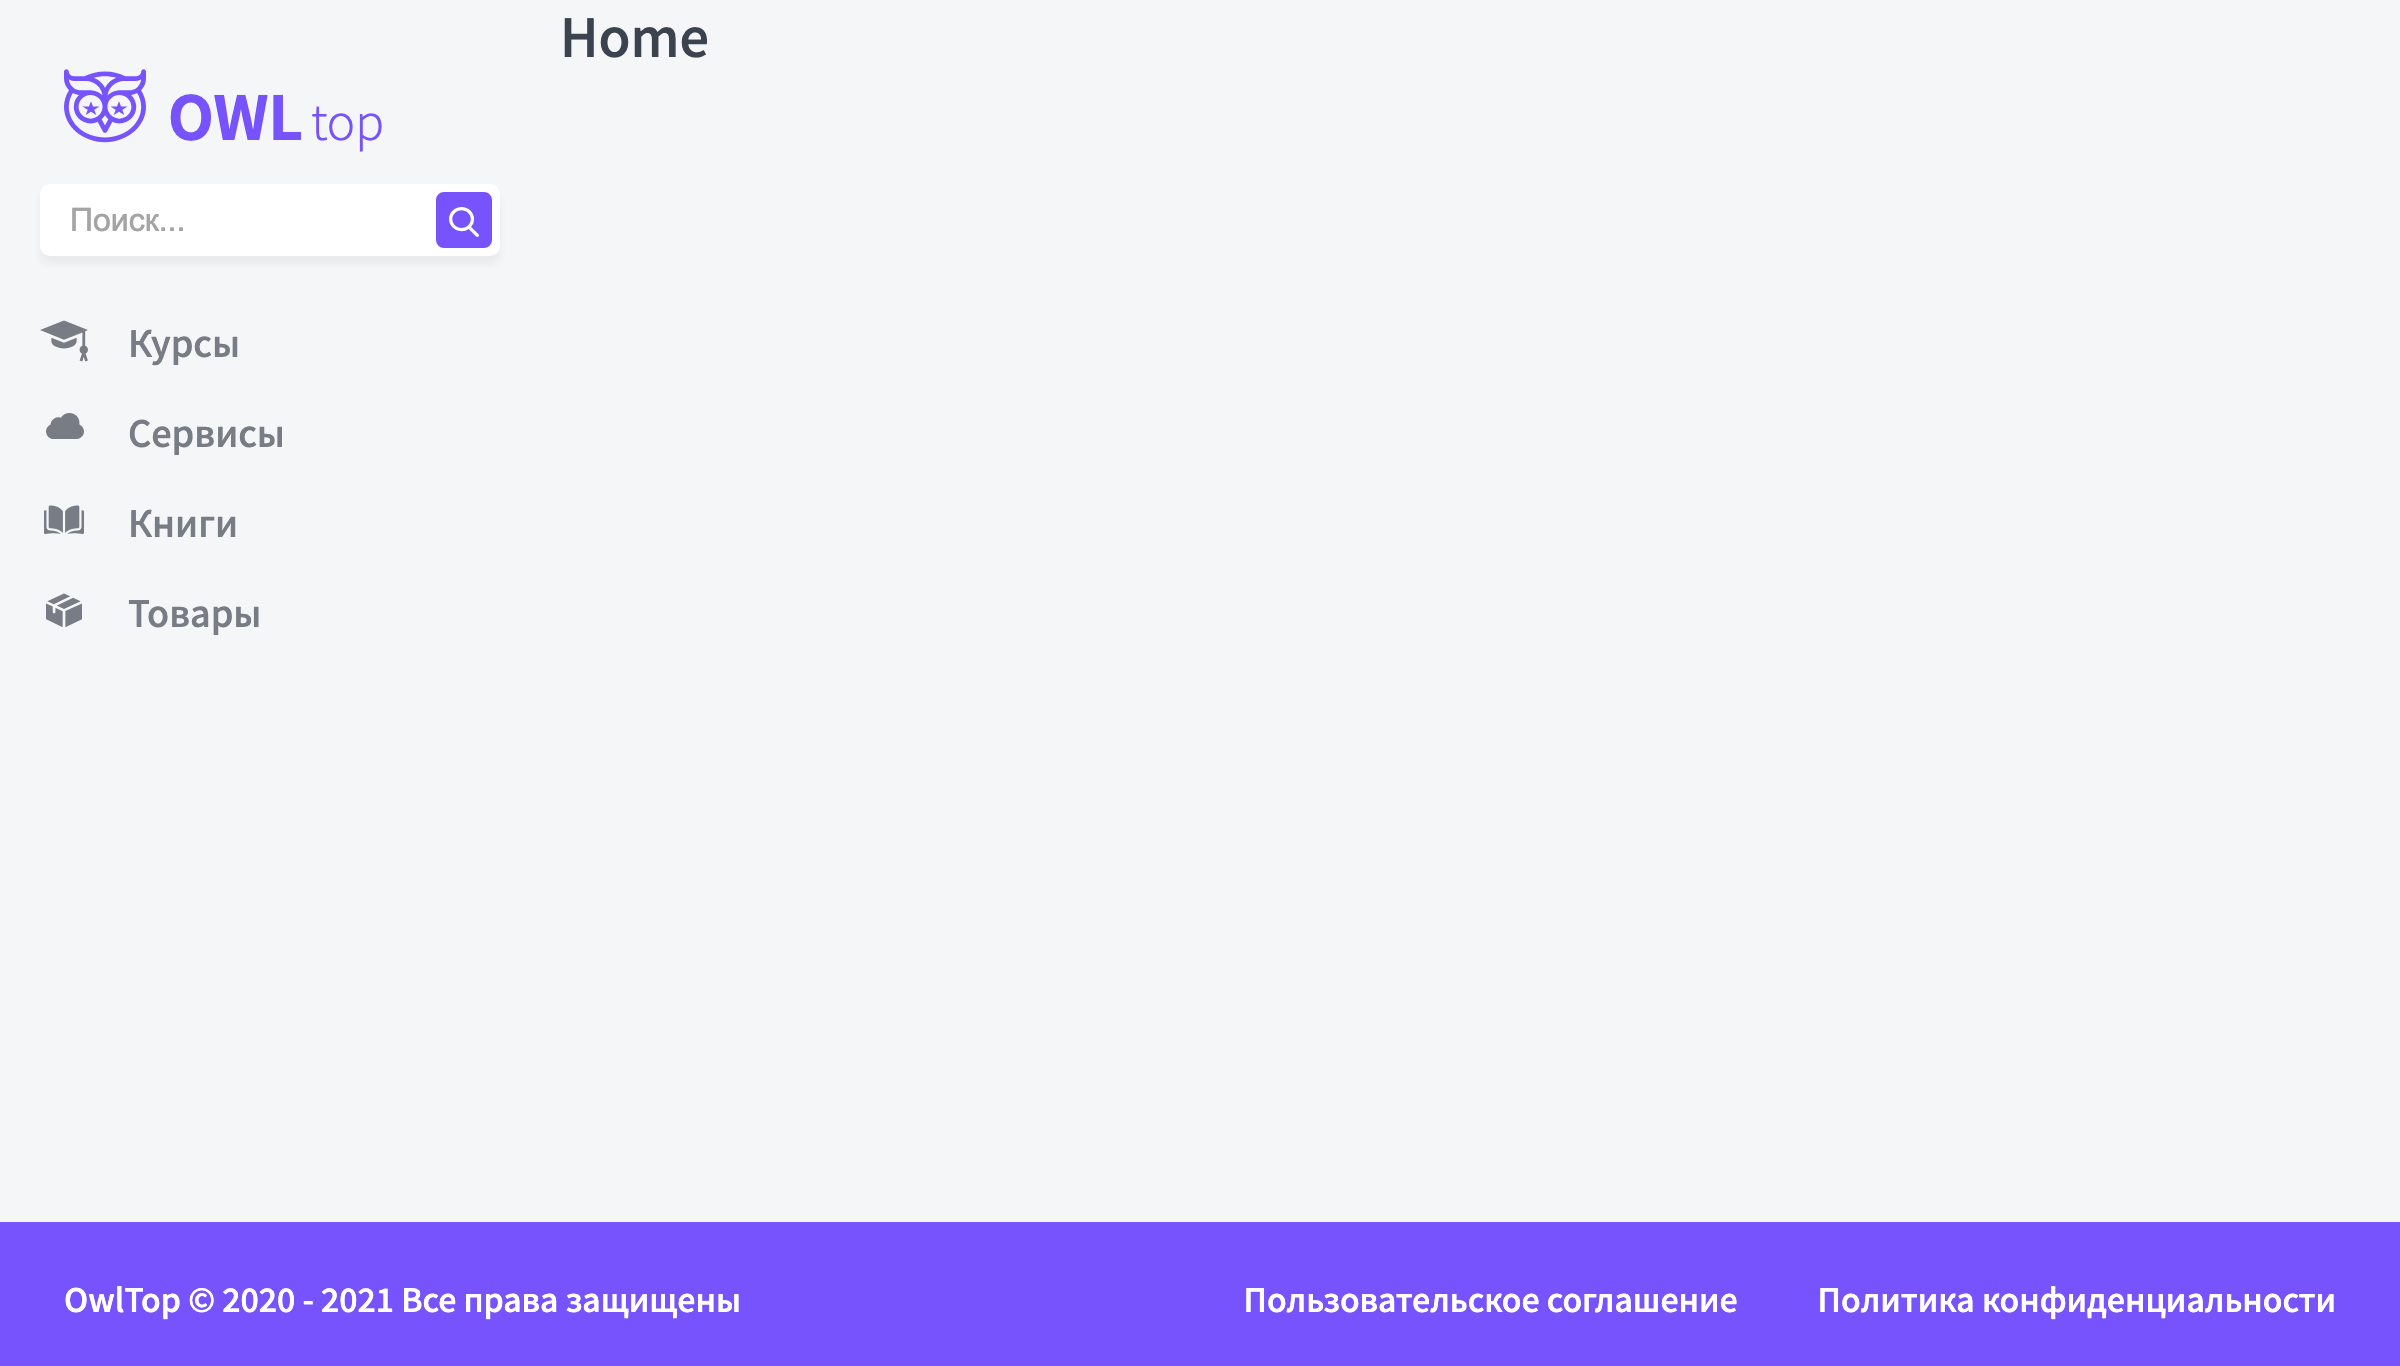 OWL top
Поиск...
Курсы
Сервисы
Книги
Товары
Home
OwlTop © 2020 - 2021 Все права защищены
Пользовательское соглашение
Политика конфиденциальности